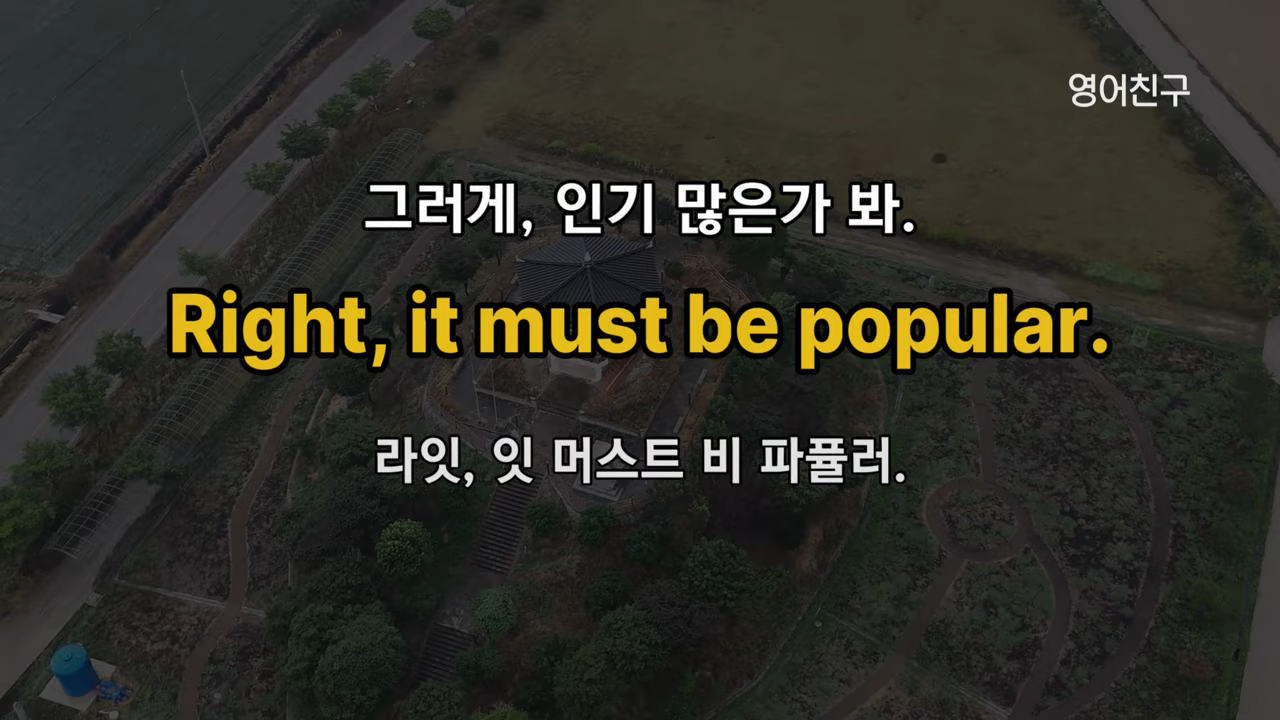 영어친구
그러게, 인기 많은가 봐.
Right, it must be popular.
라잇, 잇 머스트 비 파퓰러.